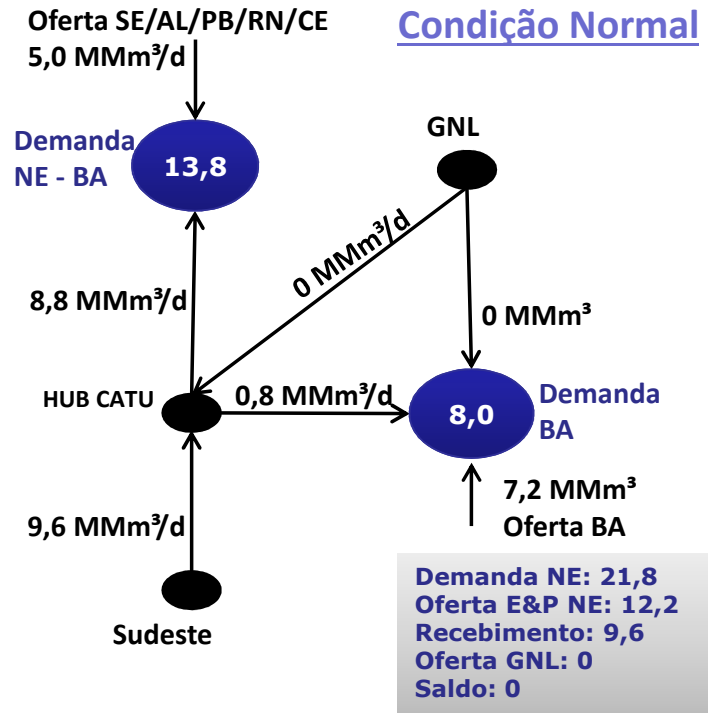 Oferta SE/AL/PB/RN/CE
5,0 MMm³/d
Condição Normal
Demanda
NE - BA
13,8
GNL
0 MMm³/d
8,8 MMm³/d
0 MMm³
HUB CATU
0,8 MMm³/d
8,0
Demanda
BA
7,2 MMm³
Oferta BA
9,6 MMm³/d
Sudeste
Demanda NE: 21,8
Oferta E&P NE: 12,2
Recebimento: 9,6
Oferta GNL: 0
Saldo: 0